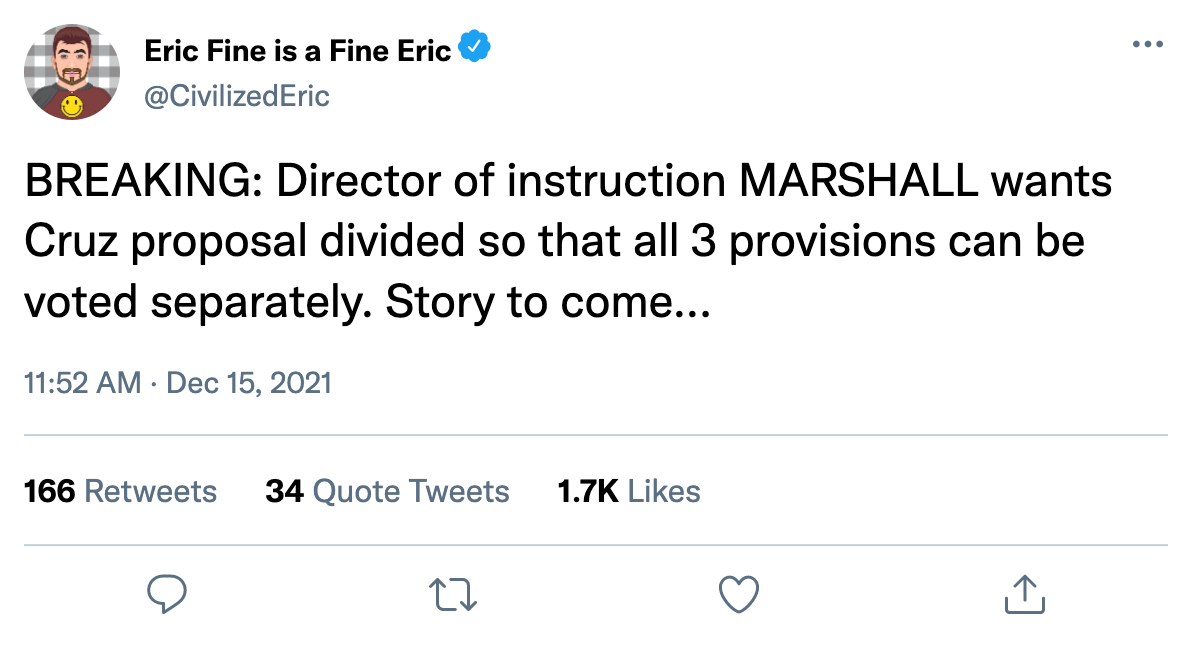 Eric Fine is a Fine Eric
@CivilizedEric
BREAKING: Director of instruction MARSHALL wants
Cruz proposal divided so that all 3 provisions can be
voted separately. Story to come...
11:52 AM · Dec 15, 2021
166 Retweets 34 Quote Tweets 1.7K Likes